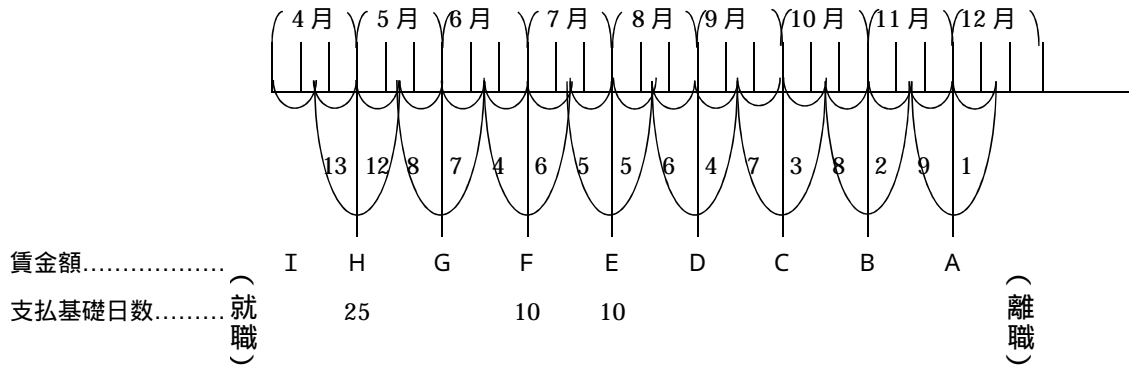 4月 5月 6月 7月 8月 9月 10月 11月 12月
13 12 8 7 4 6 5 5 6 4 7 3 8 2 9 1
賃金額.................. I H G F E D C B A
支払基礎日数......... 25 10 10
(就職)
(離職)